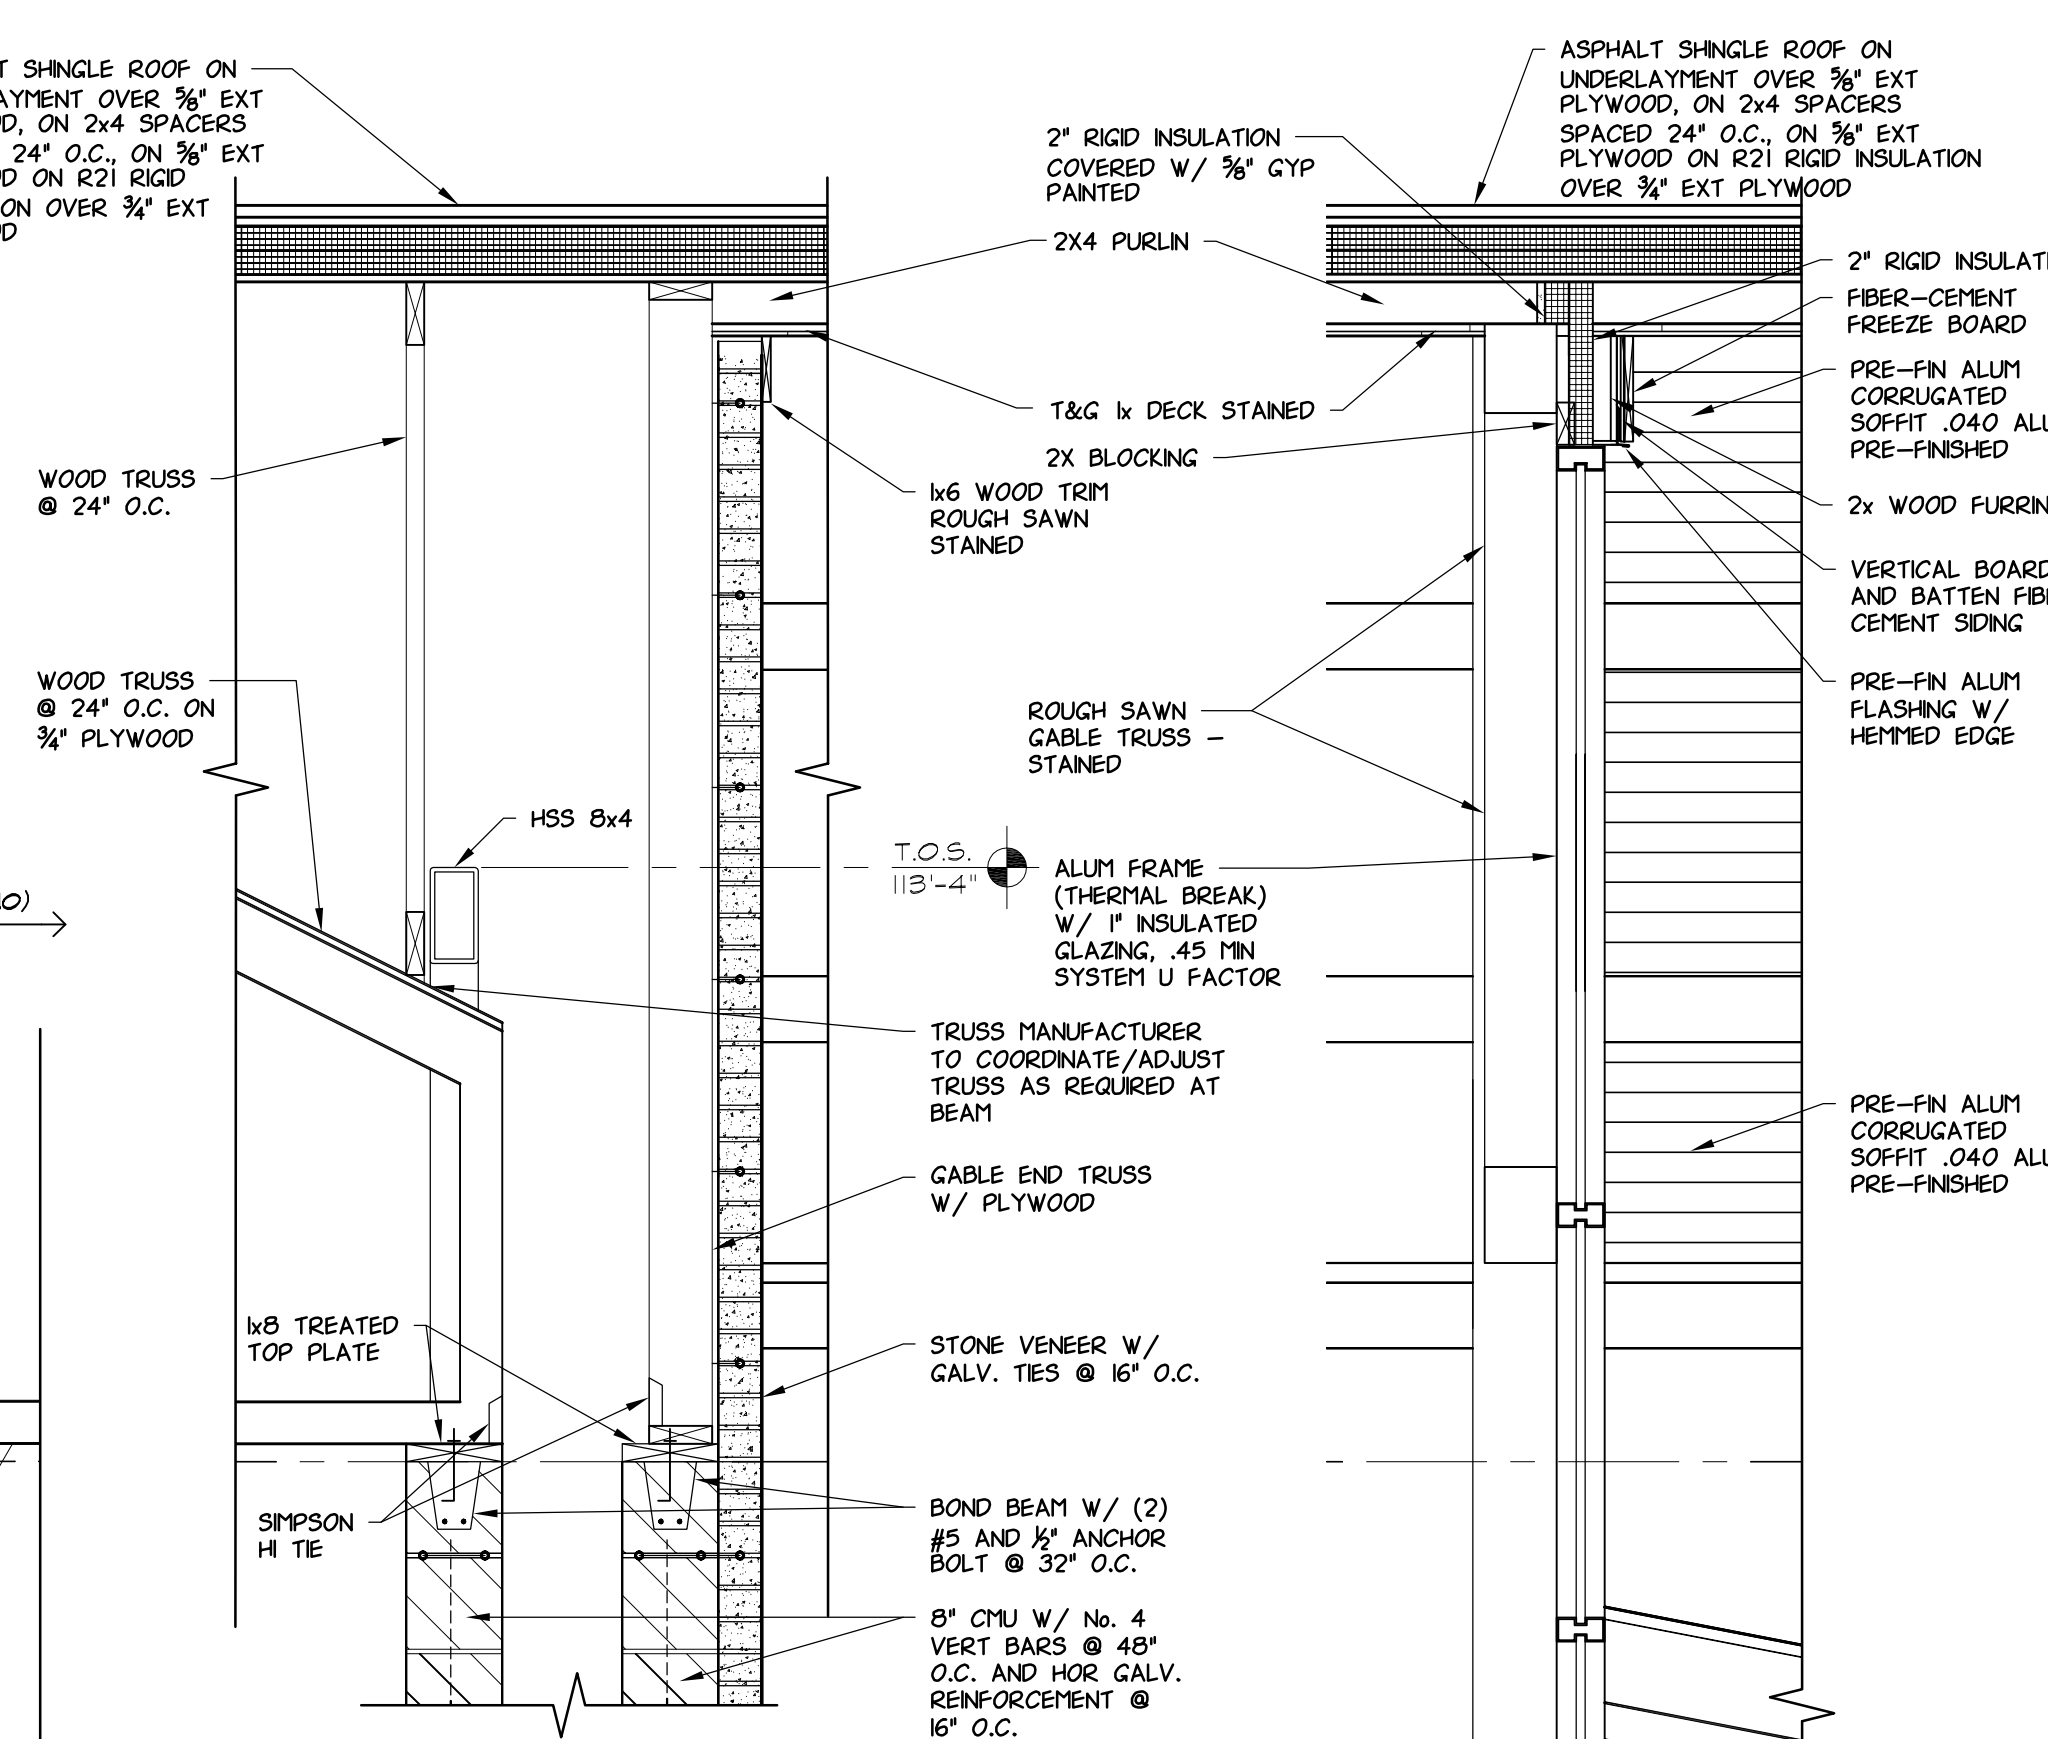 T SHINGLE ROOF ON
AYMENT OVER ⅝" EXT
D, ON 2x4 SPACERS
24" O.C., ON ⅝" EXT
D ON R21 RIGID
ON OVER ¾" EXT
D
WOOD TRUSS
@ 24" O.C.
WOOD TRUSS
@ 24" O.C. ON
¾" PLYWOOD
HSS 8x4
1x8 TREATED
TOP PLATE
SIMPSON
H1 TIE
2" RIGID INSULATION
COVERED W/ ⅝" GYP
PAINTED
2X4 PURLIN
T&G 1x DECK STAINED
2X BLOCKING
1x6 WOOD TRIM
ROUGH SAWN
STAINED
ROUGH SAWN
GABLE TRUSS -
STAINED
T.O.S.
113'-4"
ALUM FRAME
(THERMAL BREAK)
W/ 1" INSULATED
GLAZING, .45 MIN
SYSTEM U FACTOR
TRUSS MANUFACTURER
TO COORDINATE/ADJUST
TRUSS AS REQUIRED AT
BEAM
GABLE END TRUSS
W/ PLYWOOD
STONE VENEER W/
GALV. TIES @ 16" O.C.
BOND BEAM W/ (2)
#5 AND ½" ANCHOR
BOLT @ 32" O.C.
8" CMU W/ No. 4
VERT BARS @ 48"
O.C. AND HOR GALV.
REINFORCEMENT @
16" O.C.
ASPHALT SHINGLE ROOF ON
UNDERLAYMENT OVER ⅝" EXT
PLYWOOD, ON 2x4 SPACERS
SPACED 24" O.C., ON ⅝" EXT
PLYWOOD ON R21 RIGID INSULATION
OVER ¾" EXT PLYWOOD
2" RIGID INSULATI
FIBER-CEMENT
FREEZE BOARD
PRE-FIN ALUM
CORRUGATED
SOFFIT .040 ALU
PRE-FINISHED
2x WOOD FURRIN
VERTICAL BOARD
AND BATTEN FIB
CEMENT SIDING
PRE-FIN ALUM
FLASHING W/
HEMMED EDGE
PRE-FIN ALUM
CORRUGATED
SOFFIT .040 ALU
PRE-FINISHED